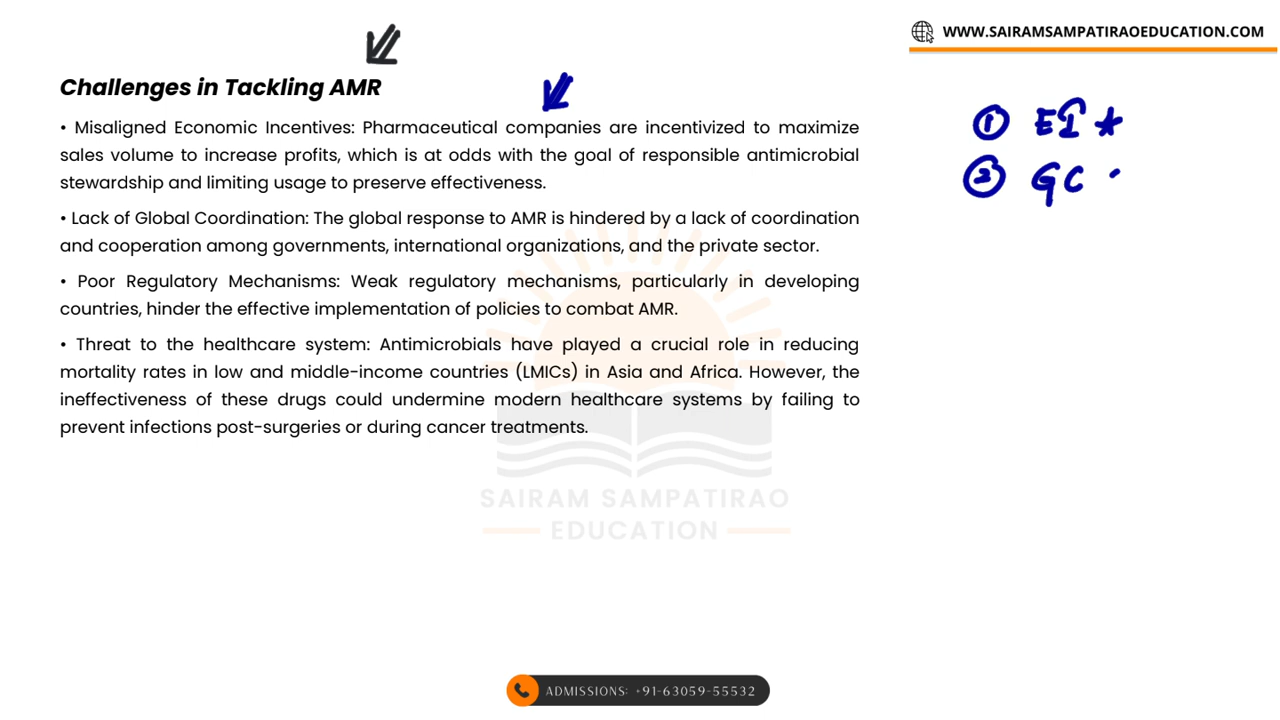 WWW.SAIRAMSAMPATIRAOEDUCATION.COM
Challenges in Tackling AMR
• Misaligned Economic Incentives: Pharmaceutical companies are incentivized to maximize
sales volume to increase profits, which is at odds with the goal of responsible antimicrobial
stewardship and limiting usage to preserve effectiveness.
• Lack of Global Coordination: The global response to AMR is hindered by a lack of coordination
and cooperation among governments, international organizations, and the private sector.
• Poor Regulatory Mechanisms: Weak regulatory mechanisms, particularly in developing
countries, hinder the effective implementation of policies to combat AMR.
• Threat to the healthcare system: Antimicrobials have played a crucial role in reducing
mortality rates in low and middle-income countries (LMICs) in Asia and Africa. However, the
ineffectiveness of these drugs could undermine modern healthcare systems by failing to
prevent infections post-surgeries or during cancer treatments.
① EI *
② GC
SAIRAM SAMPATIRAO
EDUCATION
ADMISSIONS: +91-63059-55532